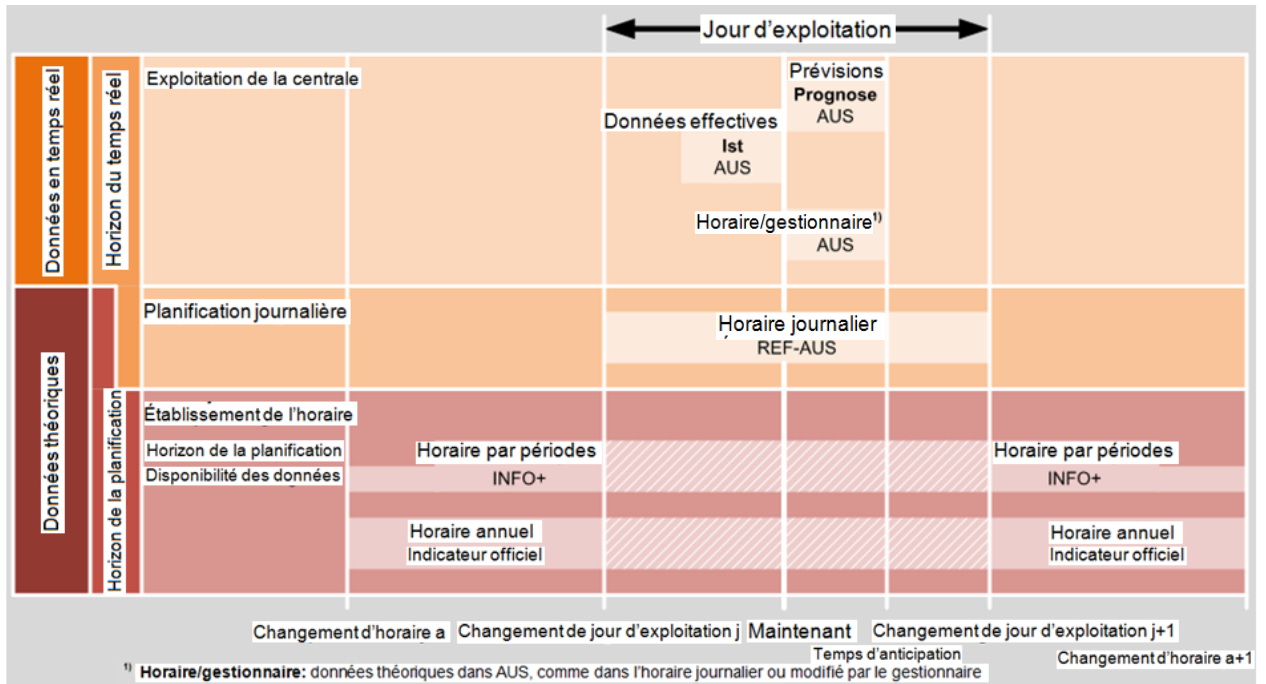 Jour d'exploitation
Données en temps réel
Horizon du temps réel
Exploitation de la centrale
Prévisions
Prognose
AUS
Données effectives
Ist
AUS
Horaire/gestionnaire1)
AUS
Données théoriques
Horizon de la planification
Planification journalière
Horaire journalier
REF-AUS
Établissement de l'horaire
Horizon de la planification
Disponibilité des données
Horaire par périodes
INFO+
Horaire par périodes
INFO+
Horaire annuel
Indicateur officiel
Horaire annuel
Indicateur officiel
Changement d'horaire a
Changement de jour d'exploitation j
Maintenant
Changement de jour d'exploitation j+1
Temps d'anticipation
Changement d'horaire a+1
1) Horaire/gestionnaire: données théoriques dans AUS, comme dans l'horaire journalier ou modifié par le gestionnaire